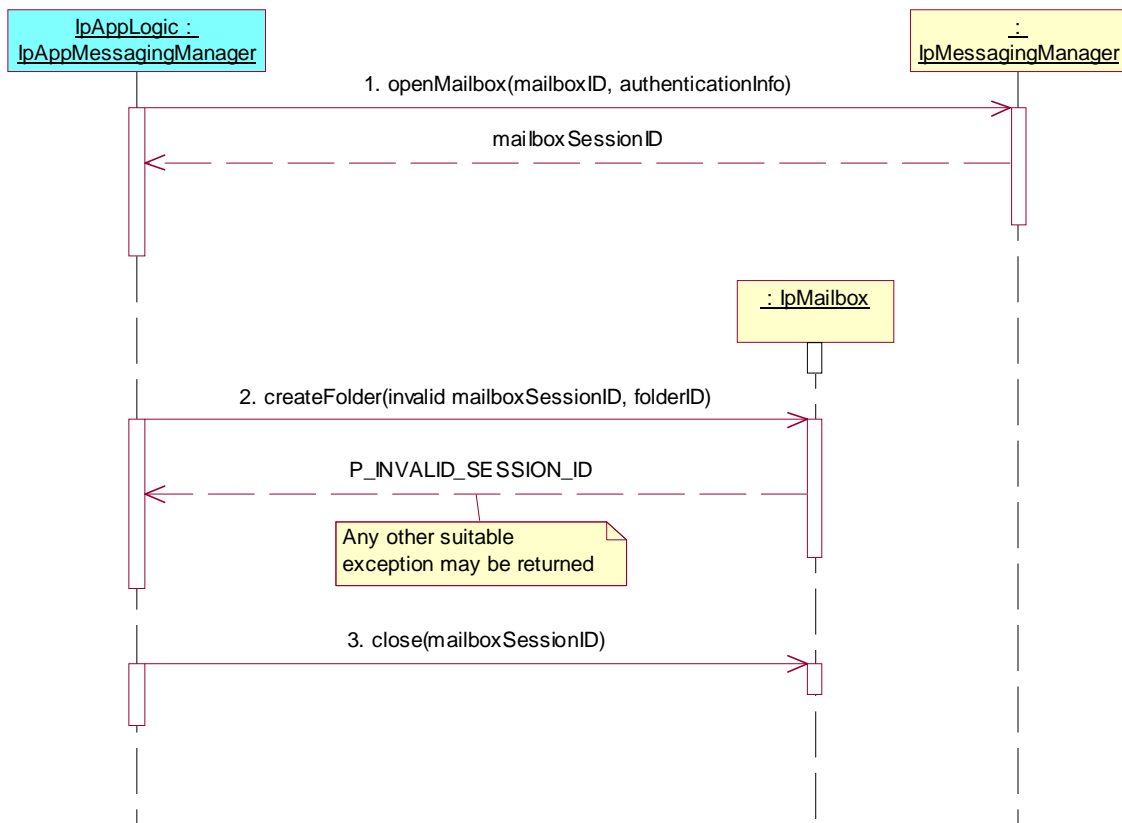 IpAppLogic :
IpAppMessagingManager
:
IpMessagingManager
1. openMailbox(mailboxID, authenticationInfo)
mailboxSessionID
: IpMailbox
2. createFolder(invalid mailboxSessionID, folderID)
P_INVALID_SESSION_ID
Any other suitable
exception may be returned
3. close(mailboxSessionID)